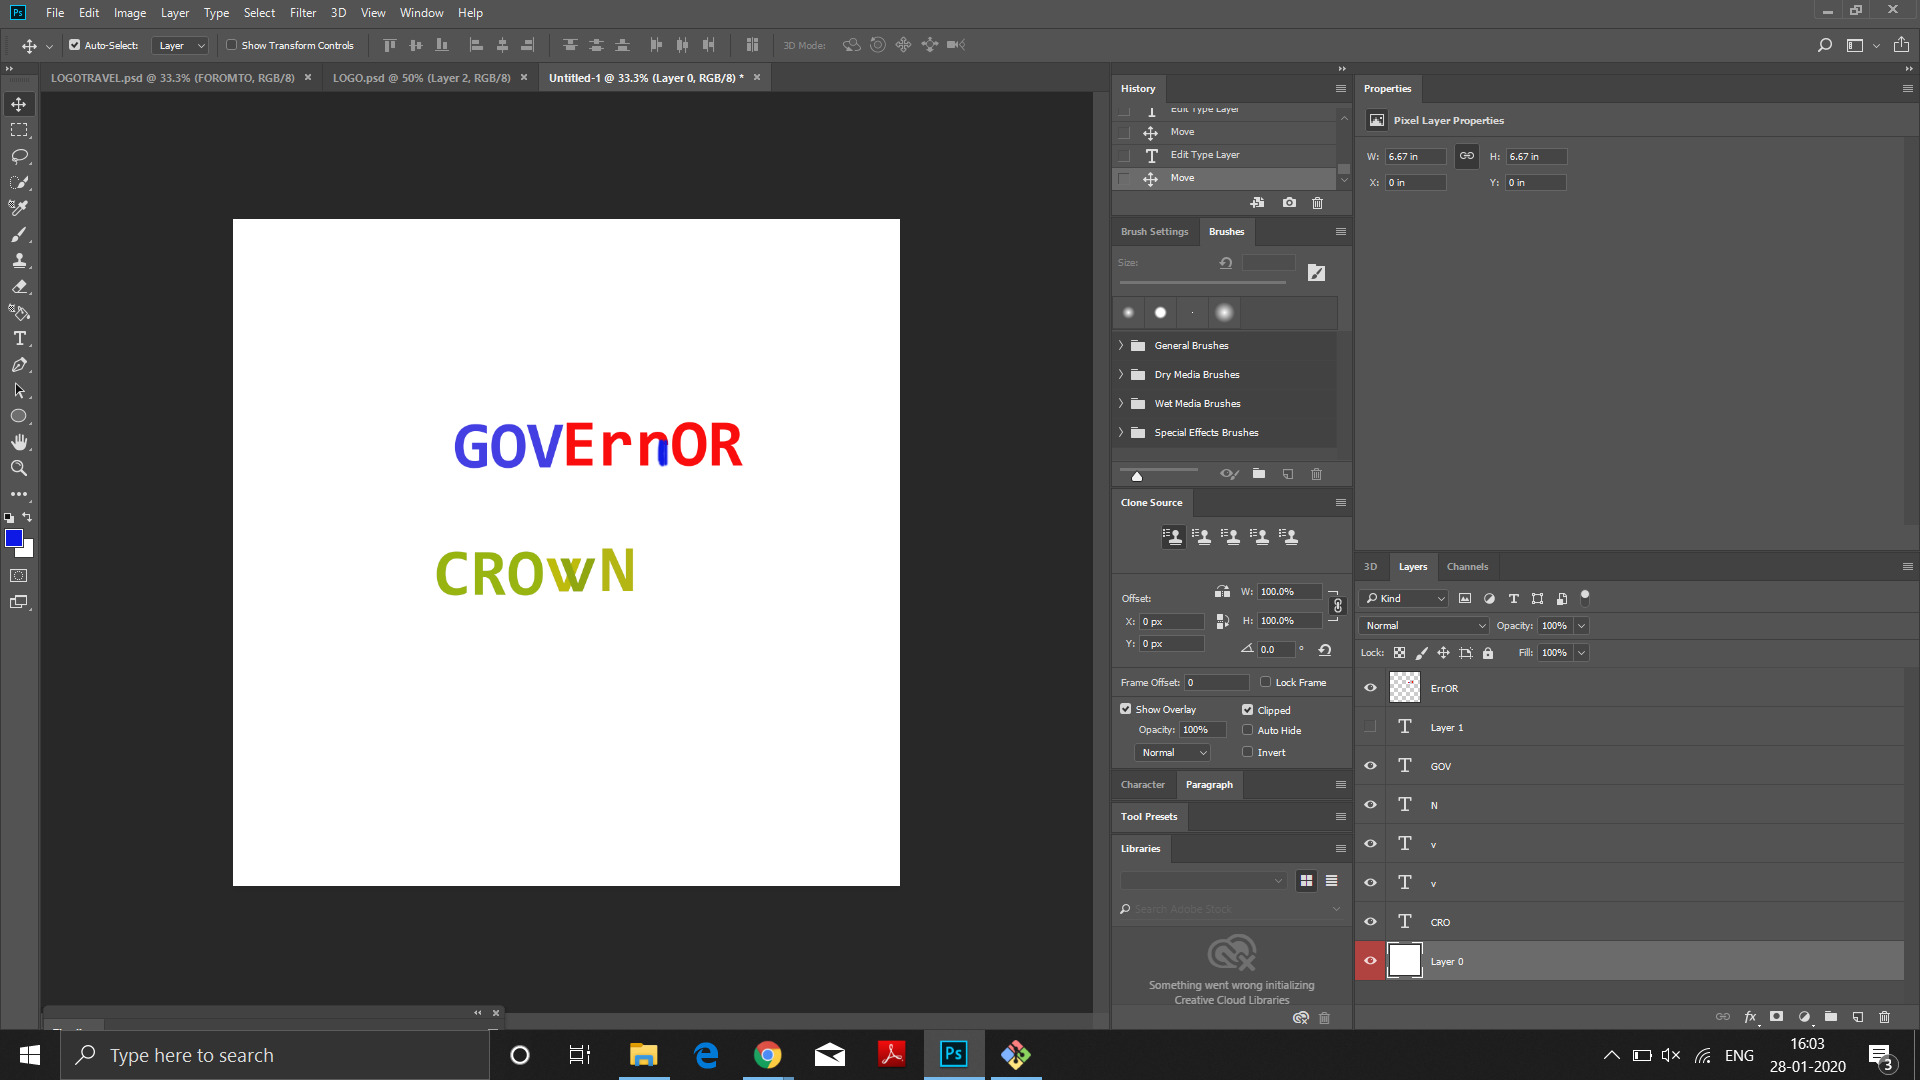 Ps File Edit Image Layer Type Select Filter 3D View Window Help
Auto-Select: Layer Show Transform Controls 3D Mode:
LOGOTRAVEL.psd @ 33.3% (FOROMTO, RGB/8) × LOGO.psd @ 50% (Layer 2, RGB/8) × Untitled-1 @ 33.3% (Layer 0, RGB/8) * ×
GOVErnOR
CROwN
History
Edit Type Layer
Move
Edit Type Layer
Move
Brush Settings Brushes
Size:
General Brushes
Dry Media Brushes
Wet Media Brushes
Special Effects Brushes
Clone Source
Offset: W: 100.0%
X: 0 px H: 100.0%
Y: 0 px 0.0 °
Frame Offset: 0 Lock Frame
Show Overlay Clipped
Opacity: 100% Auto Hide
Normal Invert
Character Paragraph
Tool Presets
Libraries
Search Adobe Stock
Something went wrong initializing
Creative Cloud Libraries
Properties
Pixel Layer Properties
W: 6.67 in H: 6.67 in
X: 0 in Y: 0 in
3D Layers Channels
Kind
Normal Opacity: 100%
Lock: Fill: 100%
ErrOR
T Layer 1
T GOV
T N
T v
T v
T CRO
Layer 0
fx
Type here to search
Ps
ENG
16:03
28-01-2020
3